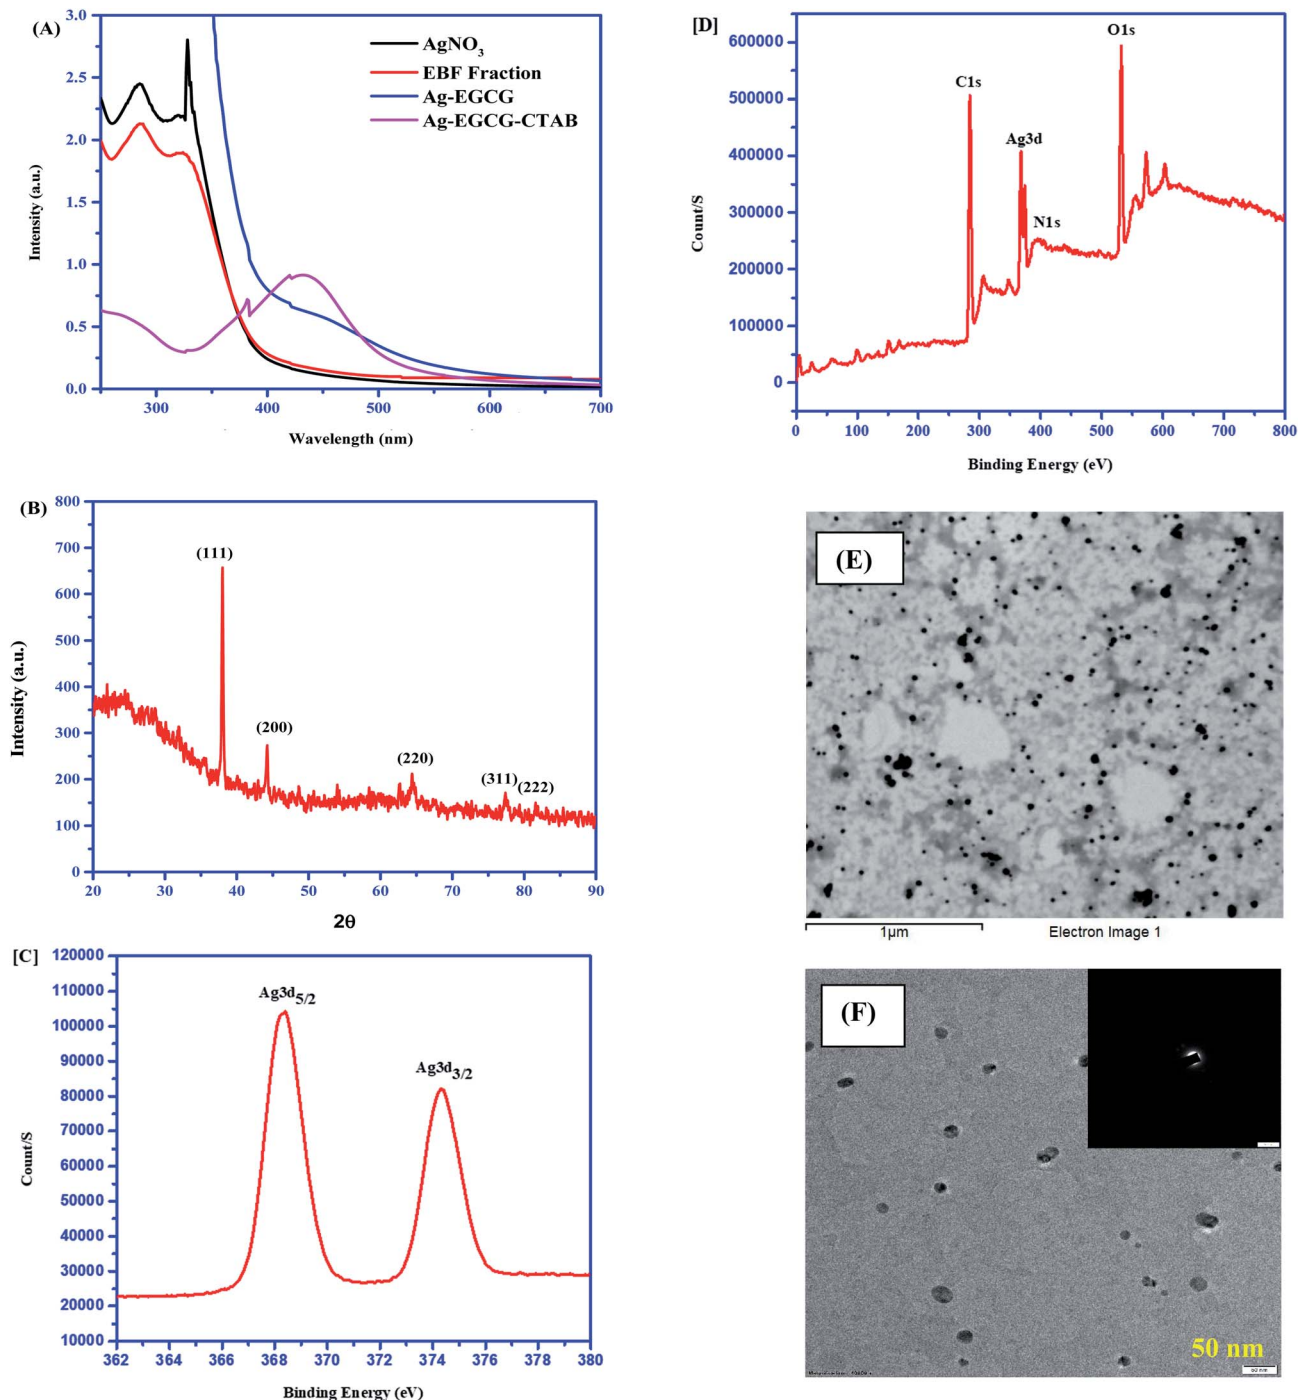 (A)
3.0
2.5
2.0
1.5
1.0
0.5
0.0
Intensity (a.u.)
AgNO3
EBF Fraction
Ag-EGCG
Ag-EGCG-CTAB
300 400 500 600 700
Wavelength (nm)
(B)
800
700
600
500
400
300
200
100
0
Intensity (a.u.)
(111)
(200)
(220)
(311)
(222)
20 30 40 50 60 70 80 90
2θ
[C]
120000
110000
100000
90000
80000
70000
60000
50000
40000
30000
20000
10000
Count/S
Ag3d5/2
Ag3d3/2
362 364 366 368 370 372 374 376 378 380
Binding Energy (eV)
[D]
600000
500000
400000
300000
200000
100000
0
Count/S
C1s
Ag3d
N1s
O1s
0 100 200 300 400 500 600 700 800
Binding Energy (eV)
(E)
1µm
Electron Image 1
(F)
50 nm
50 nm